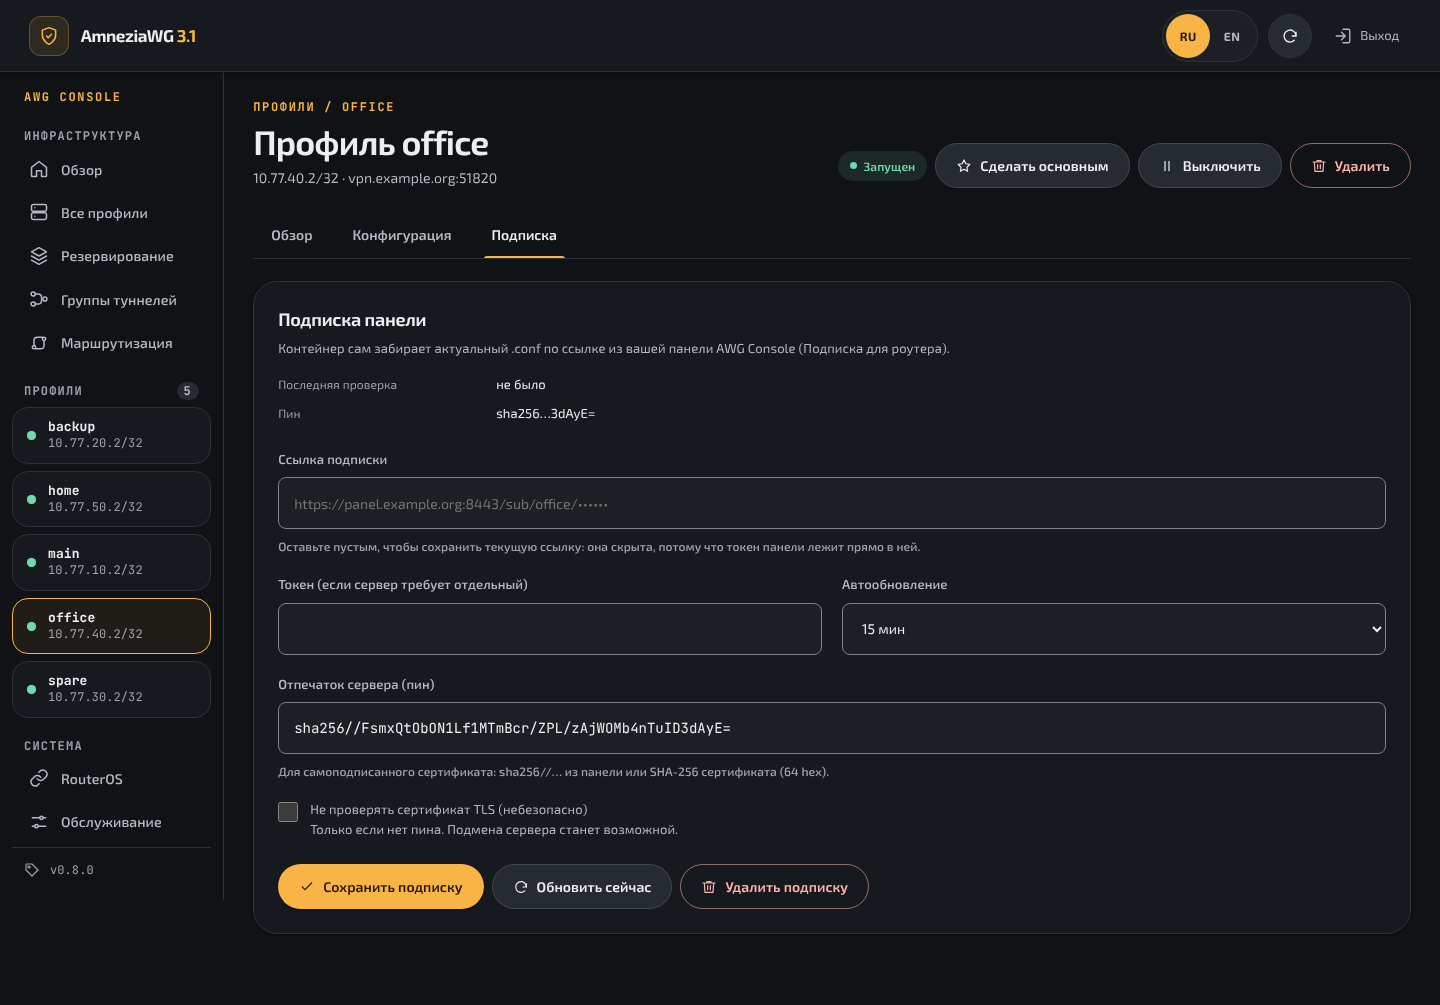 AmneziaWG 3.1
RU
EN
Выход
AWG CONSOLE
ИНФРАСТРУКТУРА
Обзор
Все профили
Резервирование
Группы туннелей
Маршрутизация
ПРОФИЛИ
5
backup
10.77.20.2/32
home
10.77.50.2/32
main
10.77.10.2/32
office
10.77.40.2/32
spare
10.77.30.2/32
СИСТЕМА
RouterOS
Обслуживание
v0.8.0
ПРОФИЛИ / OFFICE
Профиль office
10.77.40.2/32 · vpn.example.org:51820
Запущен
Сделать основным
Выключить
Удалить
Обзор
Конфигурация
Подписка
Подписка панели
Контейнер сам забирает актуальный .conf по ссылке из вашей панели AWG Console (Подписка для роутера).
Последняя проверка
не было
Пин
sha256…3dAyE=
Ссылка подписки
https://panel.example.org:8443/sub/office/••••••
Оставьте пустым, чтобы сохранить текущую ссылку: она скрыта, потому что токен панели лежит прямо в ней.
Токен (если сервер требует отдельный)
Автообновление
15 мин
Отпечаток сервера (пин)
sha256//FsmxQtObON1Lf1MTmBcr/ZPL/zAjWOMb4nTuID3dAyE=
Для самоподписанного сертификата: sha256//… из панели или SHA-256 сертификата (64 hex).
Не проверять сертификат TLS (небезопасно)
Только если нет пина. Подмена сервера станет возможной.
Сохранить подписку
Обновить сейчас
Удалить подписку